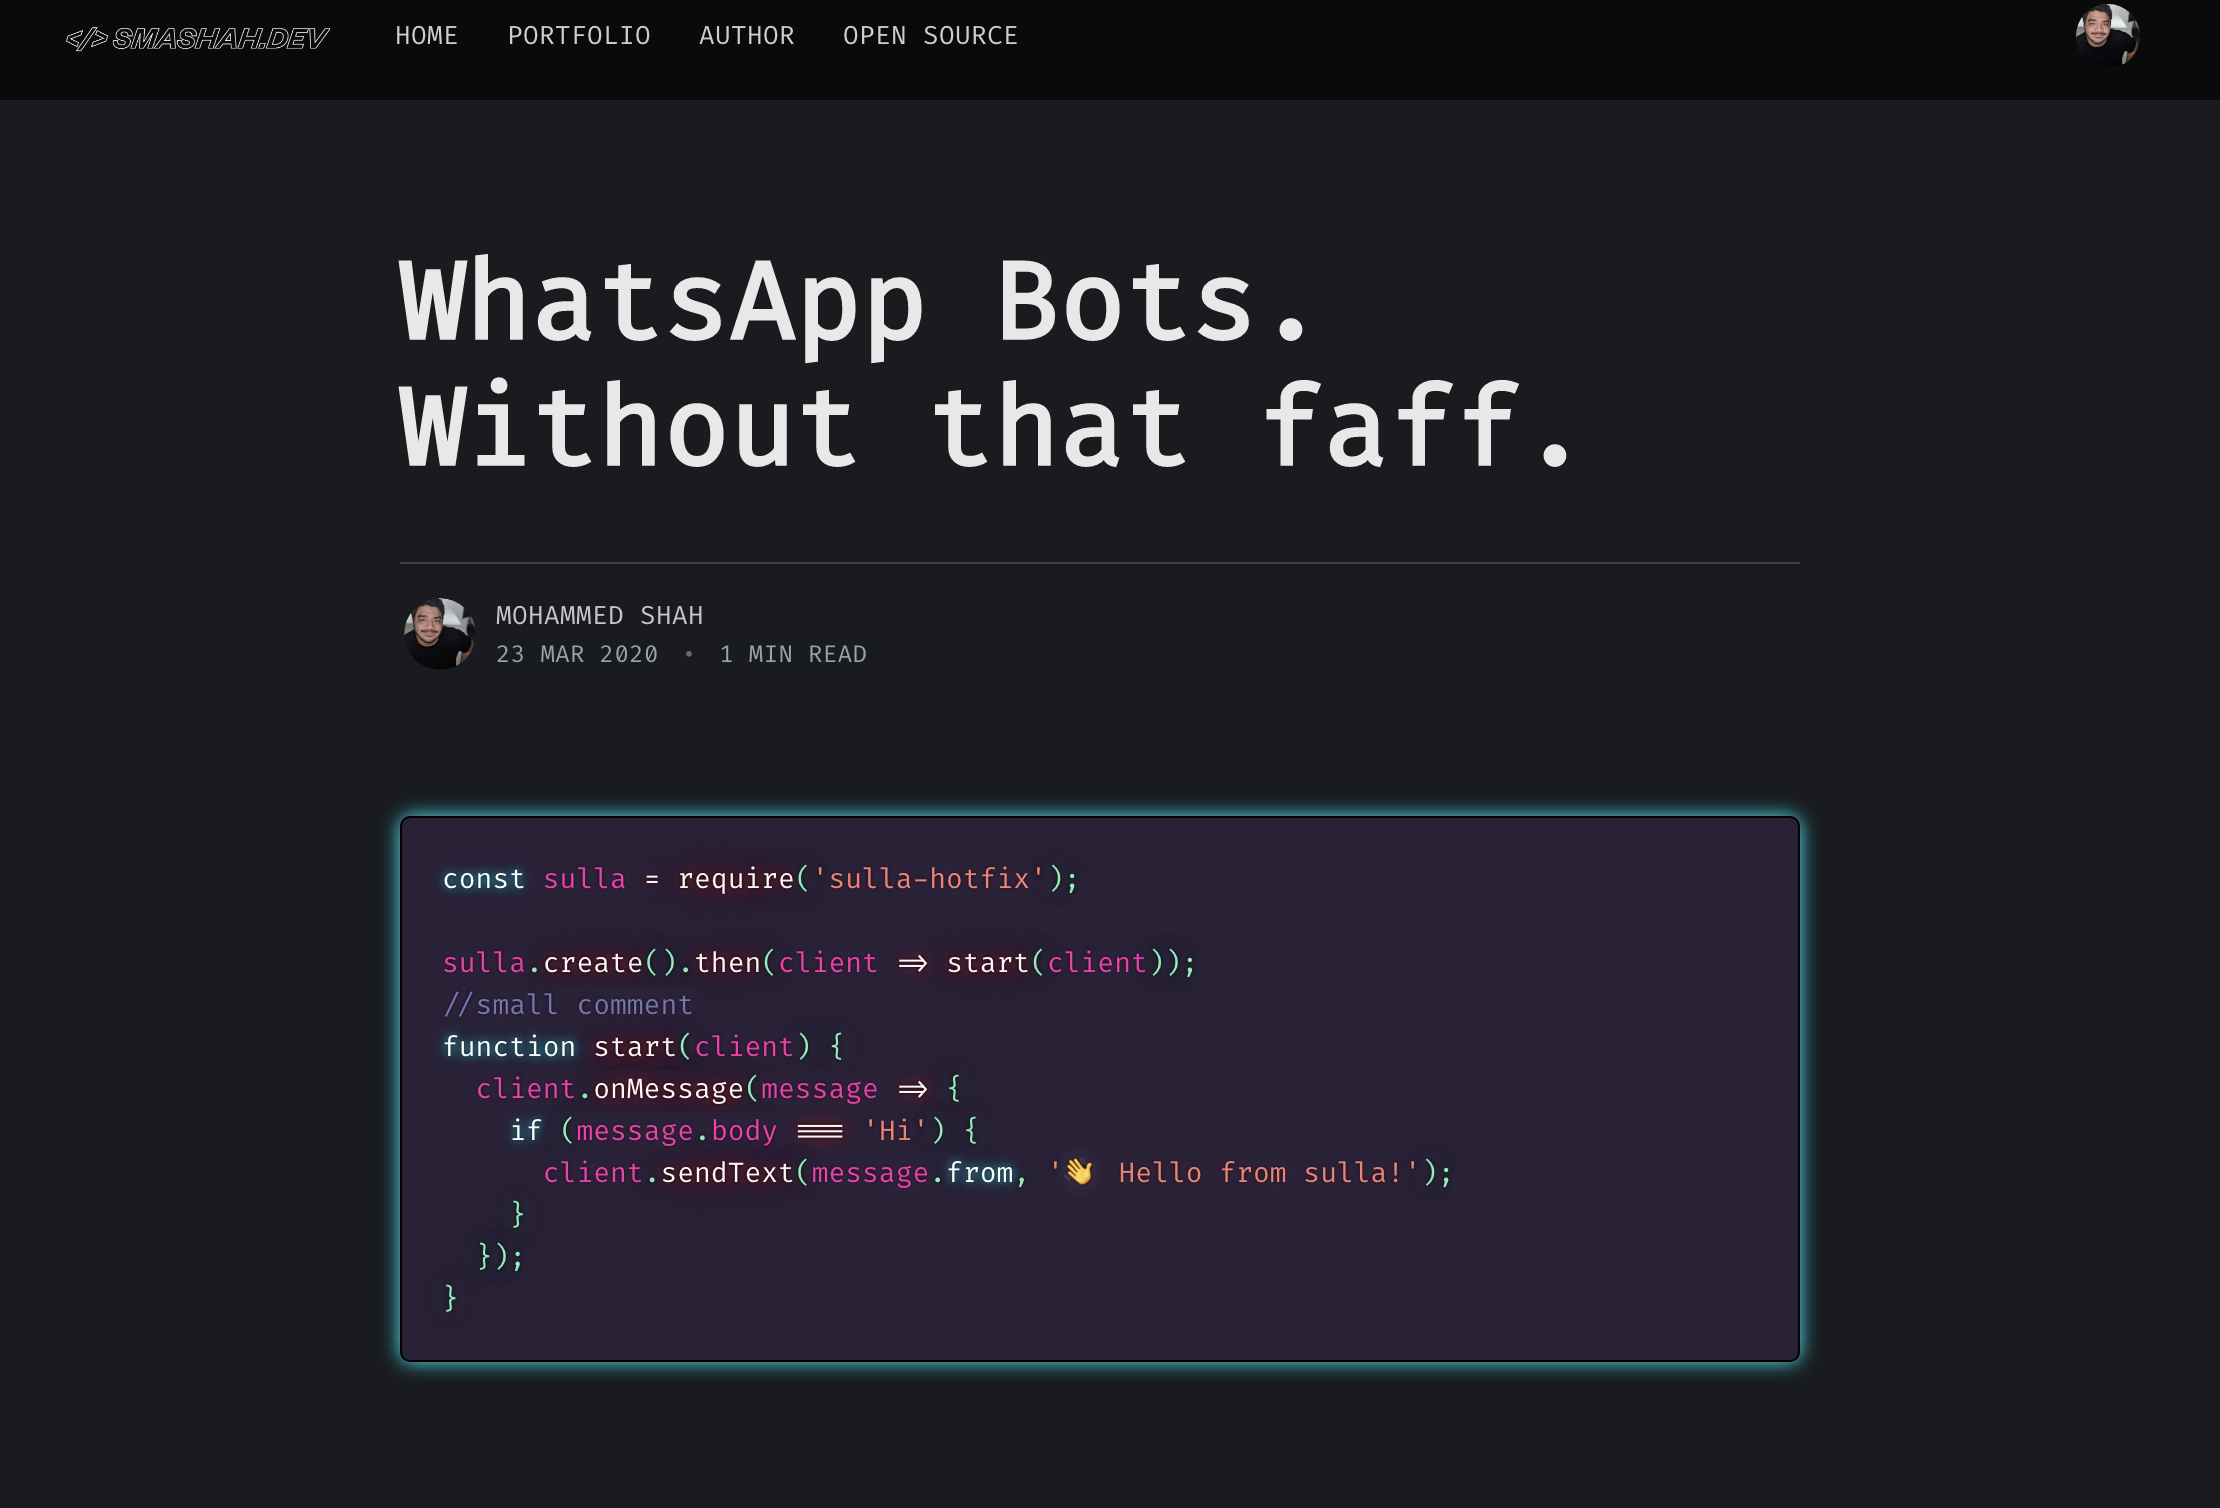 </> SMASHAH.DEV HOME PORTFOLIO AUTHOR OPEN SOURCE
WhatsApp Bots.
Without that faff.
MOHAMMED SHAH
23 MAR 2020 • 1 MIN READ
const sulla = require('sulla-hotfix');
sulla.create().then(client => start(client));
//small comment
function start(client) {
  client.onMessage(message => {
    if (message.body === 'Hi') {
      client.sendText(message.from, '👋 Hello from sulla!');
    }
  });
}